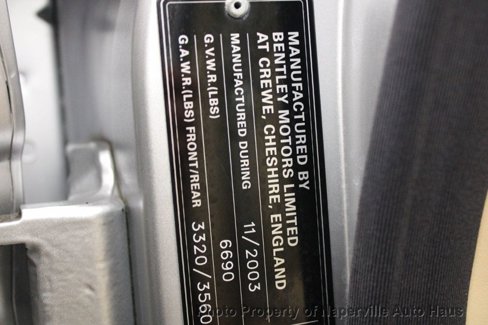 MANUFACTURED BY
BENTLEY MOTORS LIMITED
AT CREWE, CHESHIRE, ENGLAND
MANUFACTURED DURING 11/2003
G.V.W.R.(LBS) 6690
G.A.W.R.(LBS) FRONT/REAR 3320/3560
Photo Property of Naperville Auto Haus